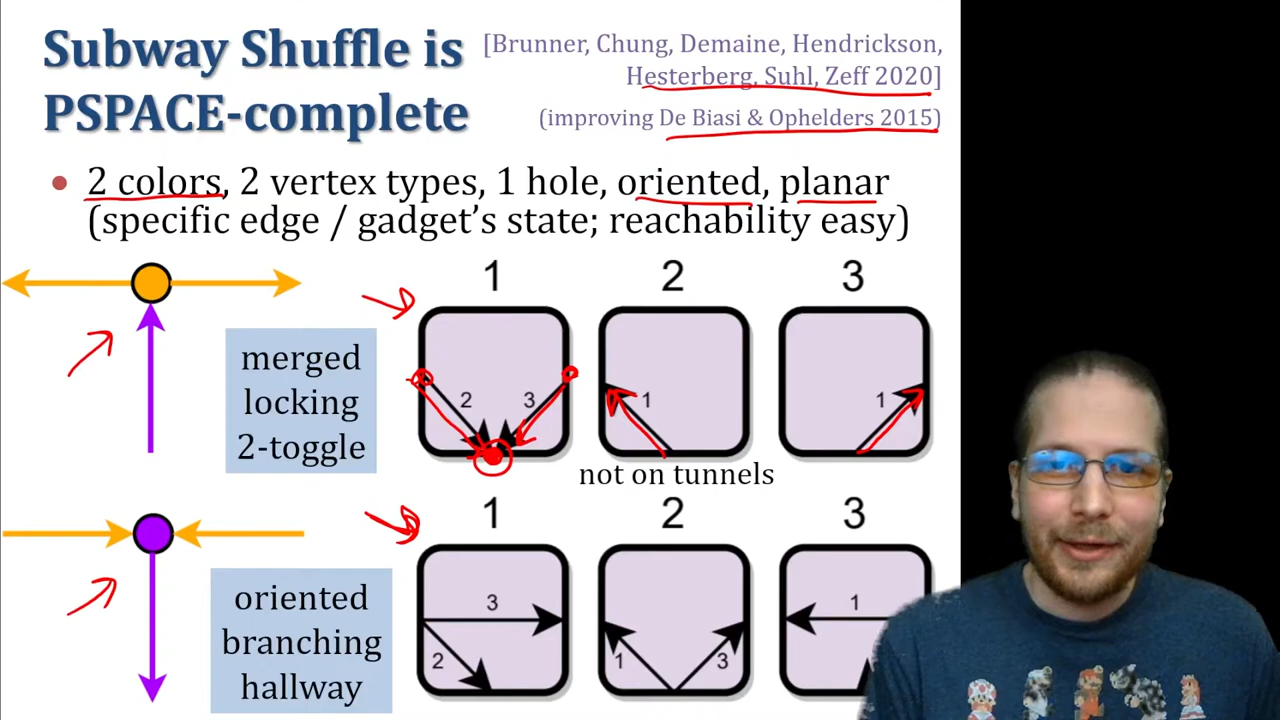 Subway Shuffle is
PSPACE-complete
[Brunner, Chung, Demaine, Hendrickson,
Hesterberg, Suhl, Zeff 2020]
(improving De Biasi & Ophelders 2015)
• 2 colors, 2 vertex types, 1 hole, oriented, planar
(specific edge / gadget's state; reachability easy)
merged
locking
2-toggle
1 2 3
2 3 1 1
not on tunnels
oriented
branching
hallway
1 2 3
3 1
2 1 3